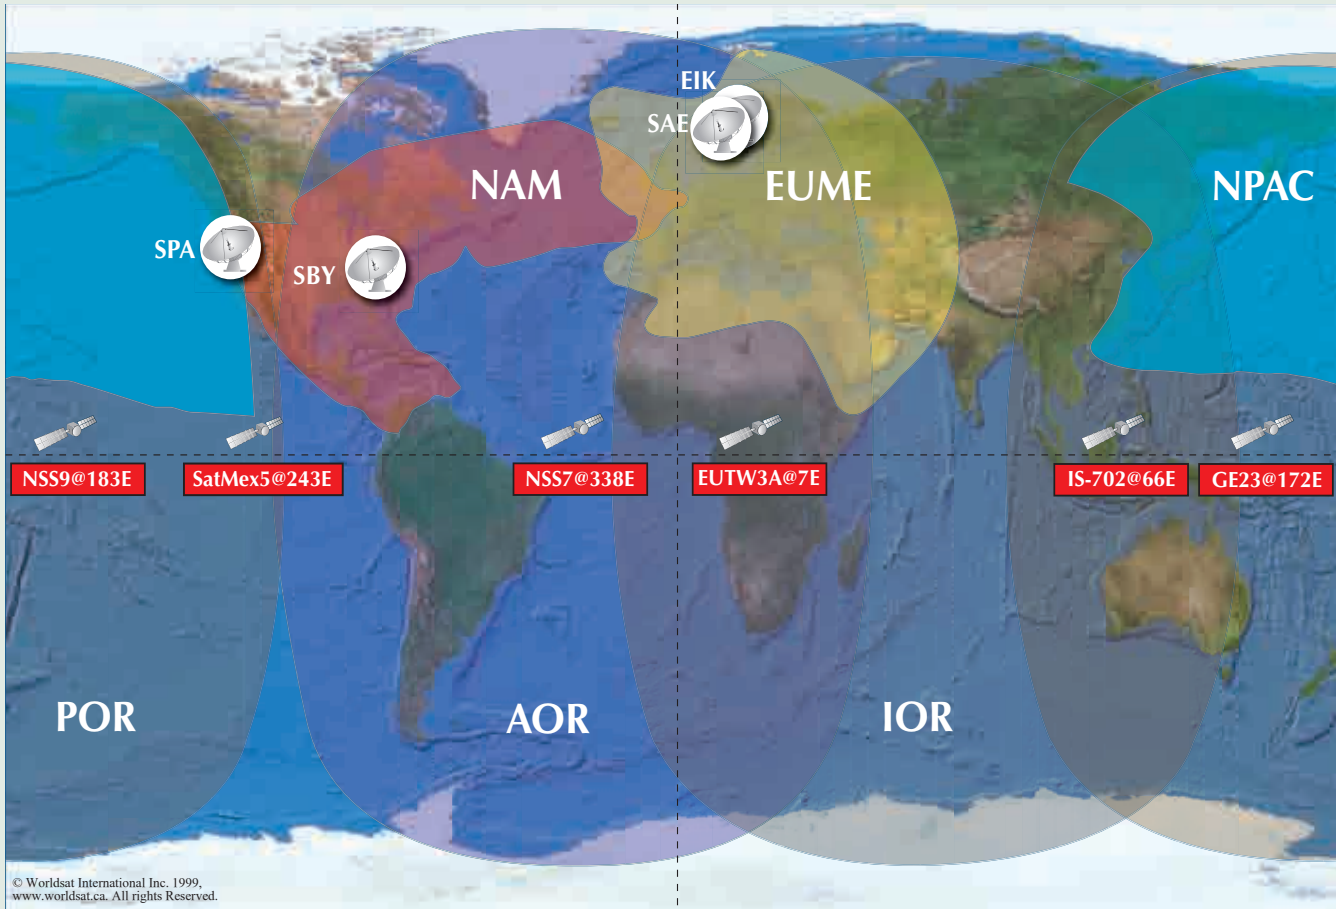 EIK
SAE
NAM
EUME
NPAC
SPA
SBY
NSS9@183E
SatMex5@243E
NSS7@338E
EUTW3A@7E
IS-702@66E
GE23@172E
POR
AOR
IOR
© Worldsat International Inc. 1999,
www.worldsat.ca. All rights Reserved.